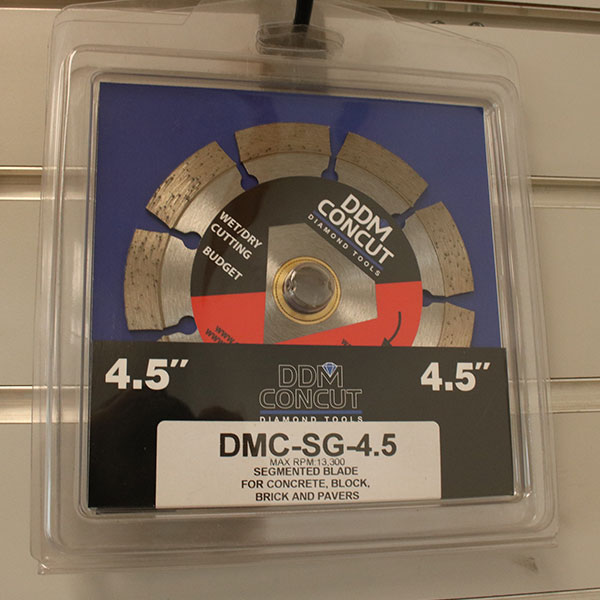 WET/DRY
CUTTING
BUDGET
DDM
CONCUT
DIAMOND TOOLS
4.5"
DDM
CONCUT
DIAMOND TOOLS
4.5"
DMC-SG-4.5
MAX RPM:13,300
SEGMENTED BLADE
FOR CONCRETE, BLOCK,
BRICK AND PAVERS